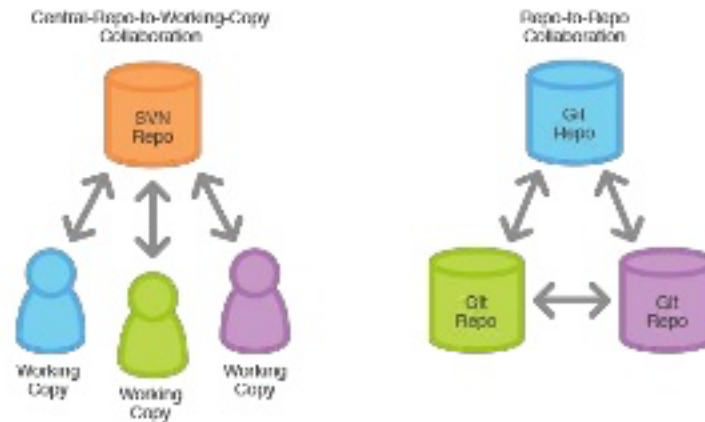 Central-Repo-to-Working-Copy
Collaboration
SVN
Repo
Working
Copy
Working
Copy
Working
Copy
Repo-to-Repo
Collaboration
Git
Repo
Git
Repo
Git
Repo